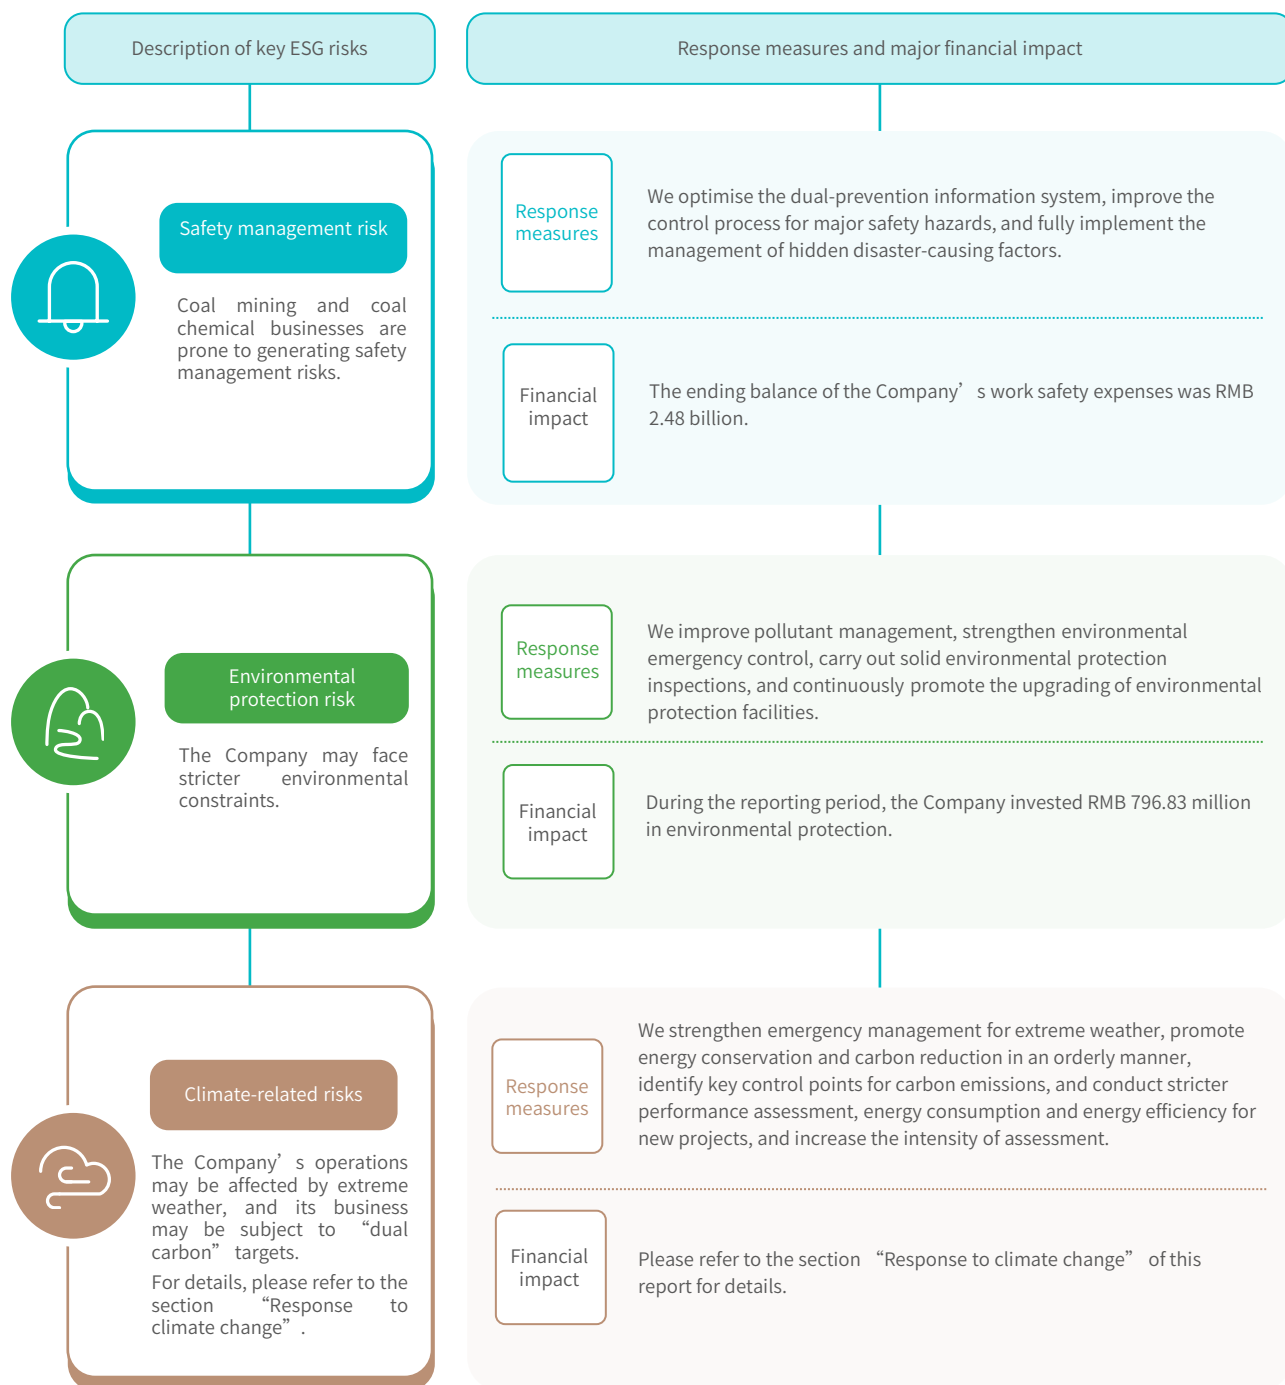 Description of key ESG risks
Response measures and major financial impact
Safety management risk
Coal mining and coal
chemical businesses are
prone to generating safety
management risks.
Response
measures
We optimise the dual-prevention information system, improve the
control process for major safety hazards, and fully implement the
management of hidden disaster-causing factors.
Financial
impact
The ending balance of the Company’s work safety expenses was RMB
2.48 billion.
Environmental
protection risk
The Company may face
stricter environmental
constraints.
Response
measures
We improve pollutant management, strengthen environmental
emergency control, carry out solid environmental protection
inspections, and continuously promote the upgrading of environmental
protection facilities.
Financial
impact
During the reporting period, the Company invested RMB 796.83 million
in environmental protection.
Climate-related risks
The Company’s operations
may be affected by extreme
weather, and its business
may be subject to “dual
carbon” targets.
For details, please refer to the
section “Response to
climate change”.
Response
measures
We strengthen emergency management for extreme weather, promote
energy conservation and carbon reduction in an orderly manner,
identify key control points for carbon emissions, and conduct stricter
performance assessment, energy consumption and energy efficiency for
new projects, and increase the intensity of assessment.
Financial
impact
Please refer to the section “Response to climate change” of this
report for details.